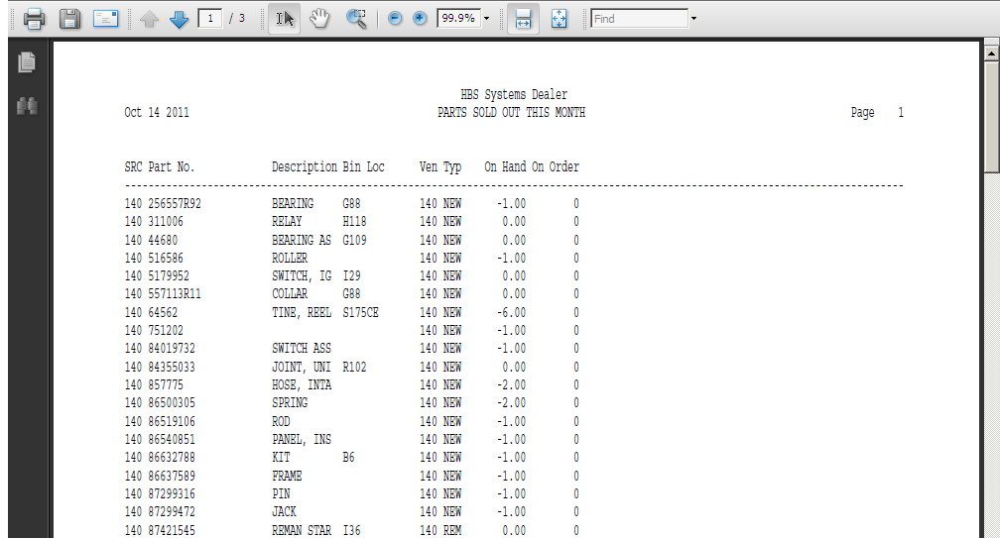 1 / 3 99.9% Find
HBS Systems Dealer
Oct 14 2011 PARTS SOLD OUT THIS MONTH Page 1
SRC Part No. Description Bin Loc Ven Typ On Hand On Order
140 256557R92 BEARING G88 140 NEW -1.00 0
140 311006 RELAY H118 140 NEW 0.00 0
140 44680 BEARING AS G109 140 NEW 0.00 0
140 516586 ROLLER 140 NEW -1.00 0
140 5179952 SWITCH, IG I29 140 NEW 0.00 0
140 557113R11 COLLAR G88 140 NEW 0.00 0
140 64562 TINE, REEL S175CE 140 NEW -6.00 0
140 751202 140 NEW -1.00 0
140 84019732 SWITCH ASS 140 NEW -1.00 0
140 84355033 JOINT, UNI R102 140 NEW 0.00 0
140 857775 HOSE, INTA 140 NEW -2.00 0
140 86500305 SPRING 140 NEW -2.00 0
140 86519106 ROD 140 NEW -1.00 0
140 86540851 PANEL, INS 140 NEW -1.00 0
140 86632788 KIT B6 140 NEW -1.00 0
140 86637589 FRAME 140 NEW -1.00 0
140 87299316 PIN 140 NEW -1.00 0
140 87299472 JACK 140 NEW -1.00 0
140 87421545 REMAN STAR I36 140 REM 0.00 0